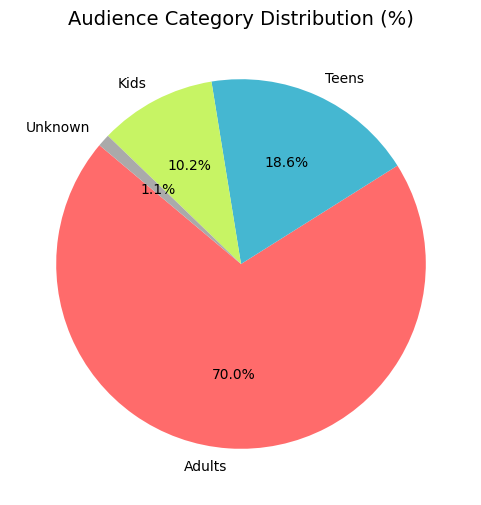 Audience Category Distribution (%)
Teens
Kids
Unknown
18.6%
10.2%
1.1%
70.0%
Adults